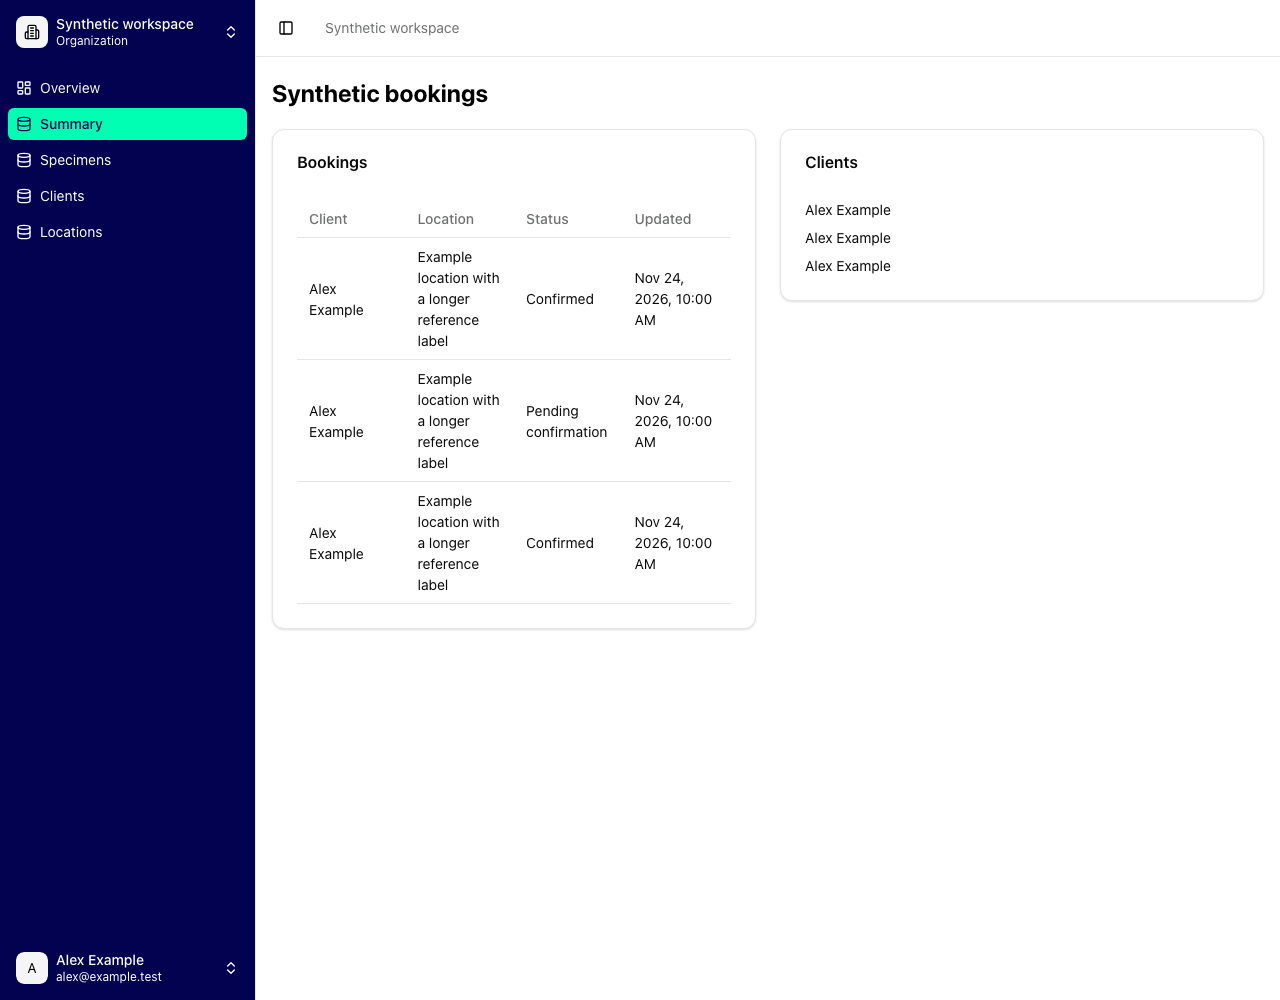 Synthetic workspace
Organization
Overview
Summary
Specimens
Clients
Locations
A
Alex Example
alex@example.test
Synthetic workspace
Synthetic bookings
Bookings
Client Location Status Updated
Alex
Example
Example
location with
a longer
reference
label
Confirmed
Nov 24,
2026, 10:00
AM
Alex
Example
Example
location with
a longer
reference
label
Pending
confirmation
Nov 24,
2026, 10:00
AM
Alex
Example
Example
location with
a longer
reference
label
Confirmed
Nov 24,
2026, 10:00
AM
Clients
Alex Example
Alex Example
Alex Example